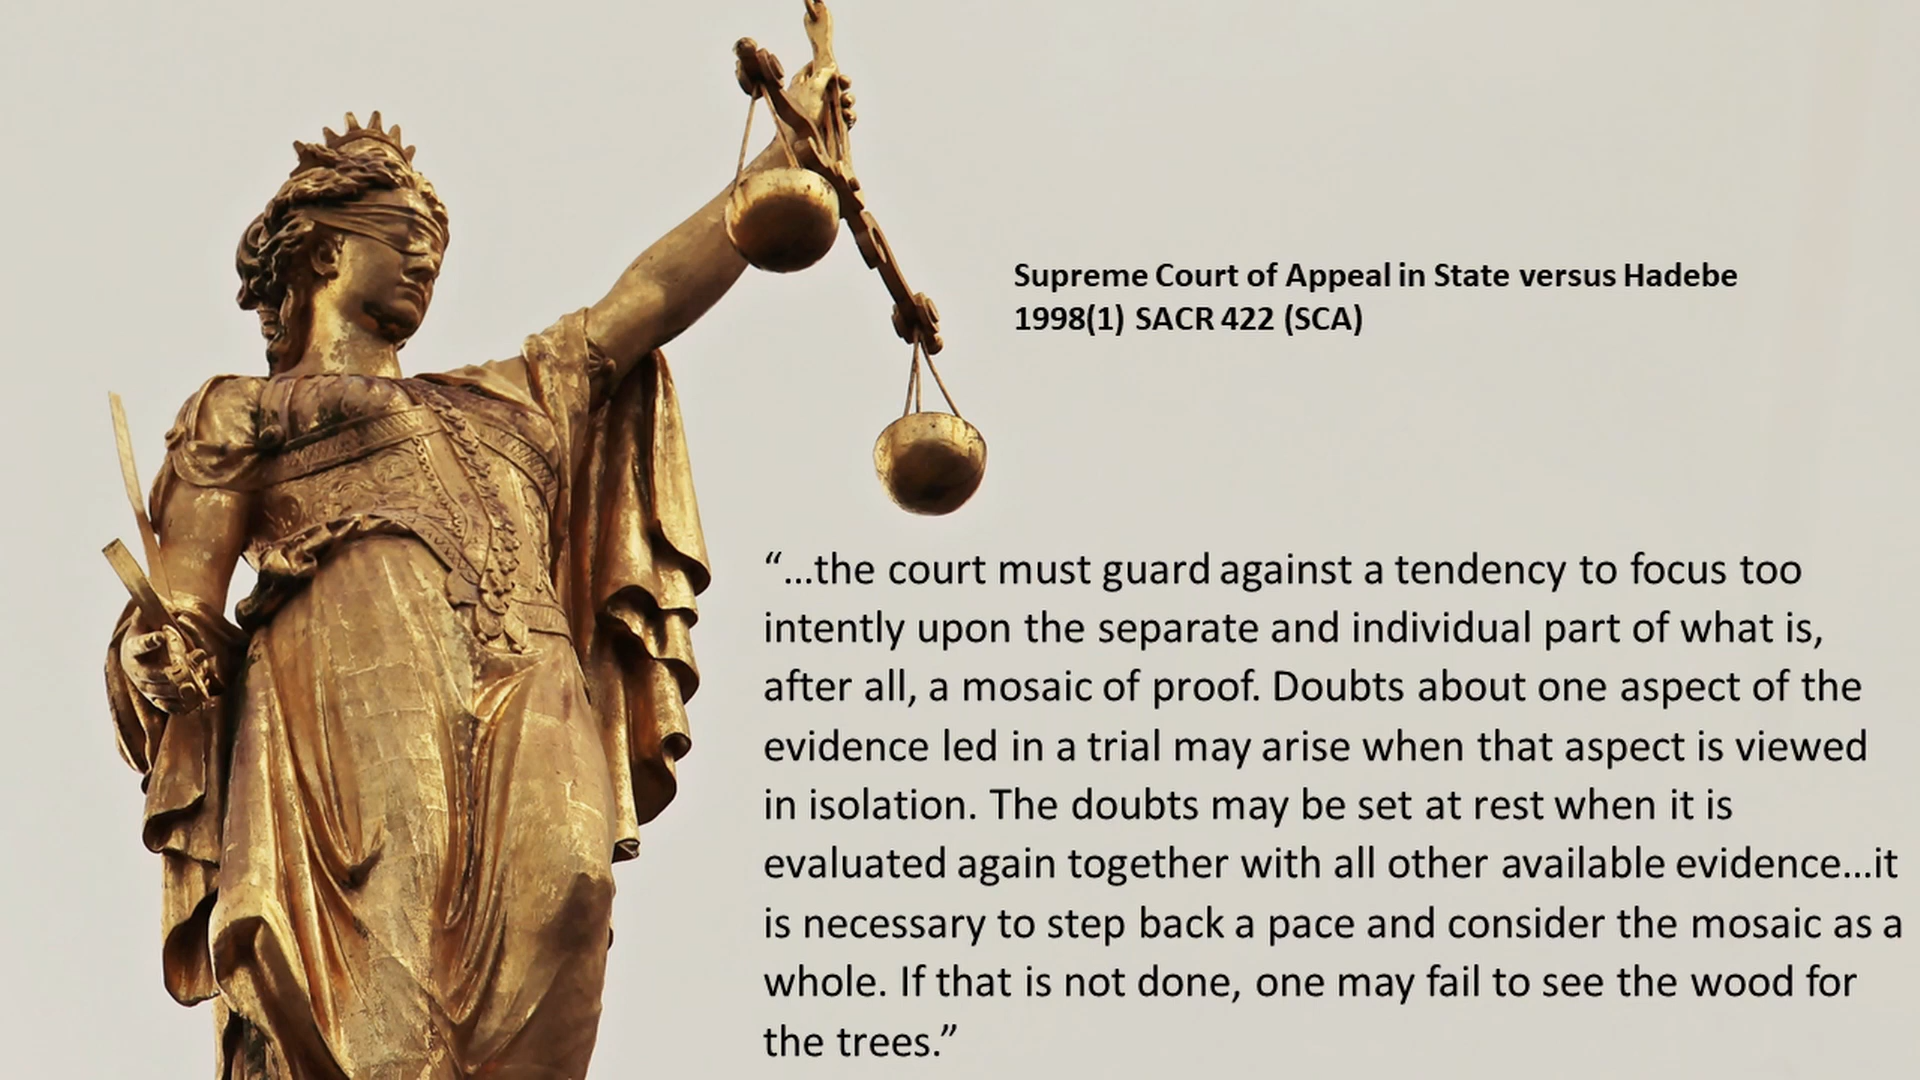 Supreme Court of Appeal in State versus Hadebe
1998(1) SACR 422 (SCA)
“...the court must guard against a tendency to focus too
intently upon the separate and individual part of what is,
after all, a mosaic of proof. Doubts about one aspect of the
evidence led in a trial may arise when that aspect is viewed
in isolation. The doubts may be set at rest when it is
evaluated again together with all other available evidence...it
is necessary to step back a pace and consider the mosaic as a
whole. If that is not done, one may fail to see the wood for
the trees.”